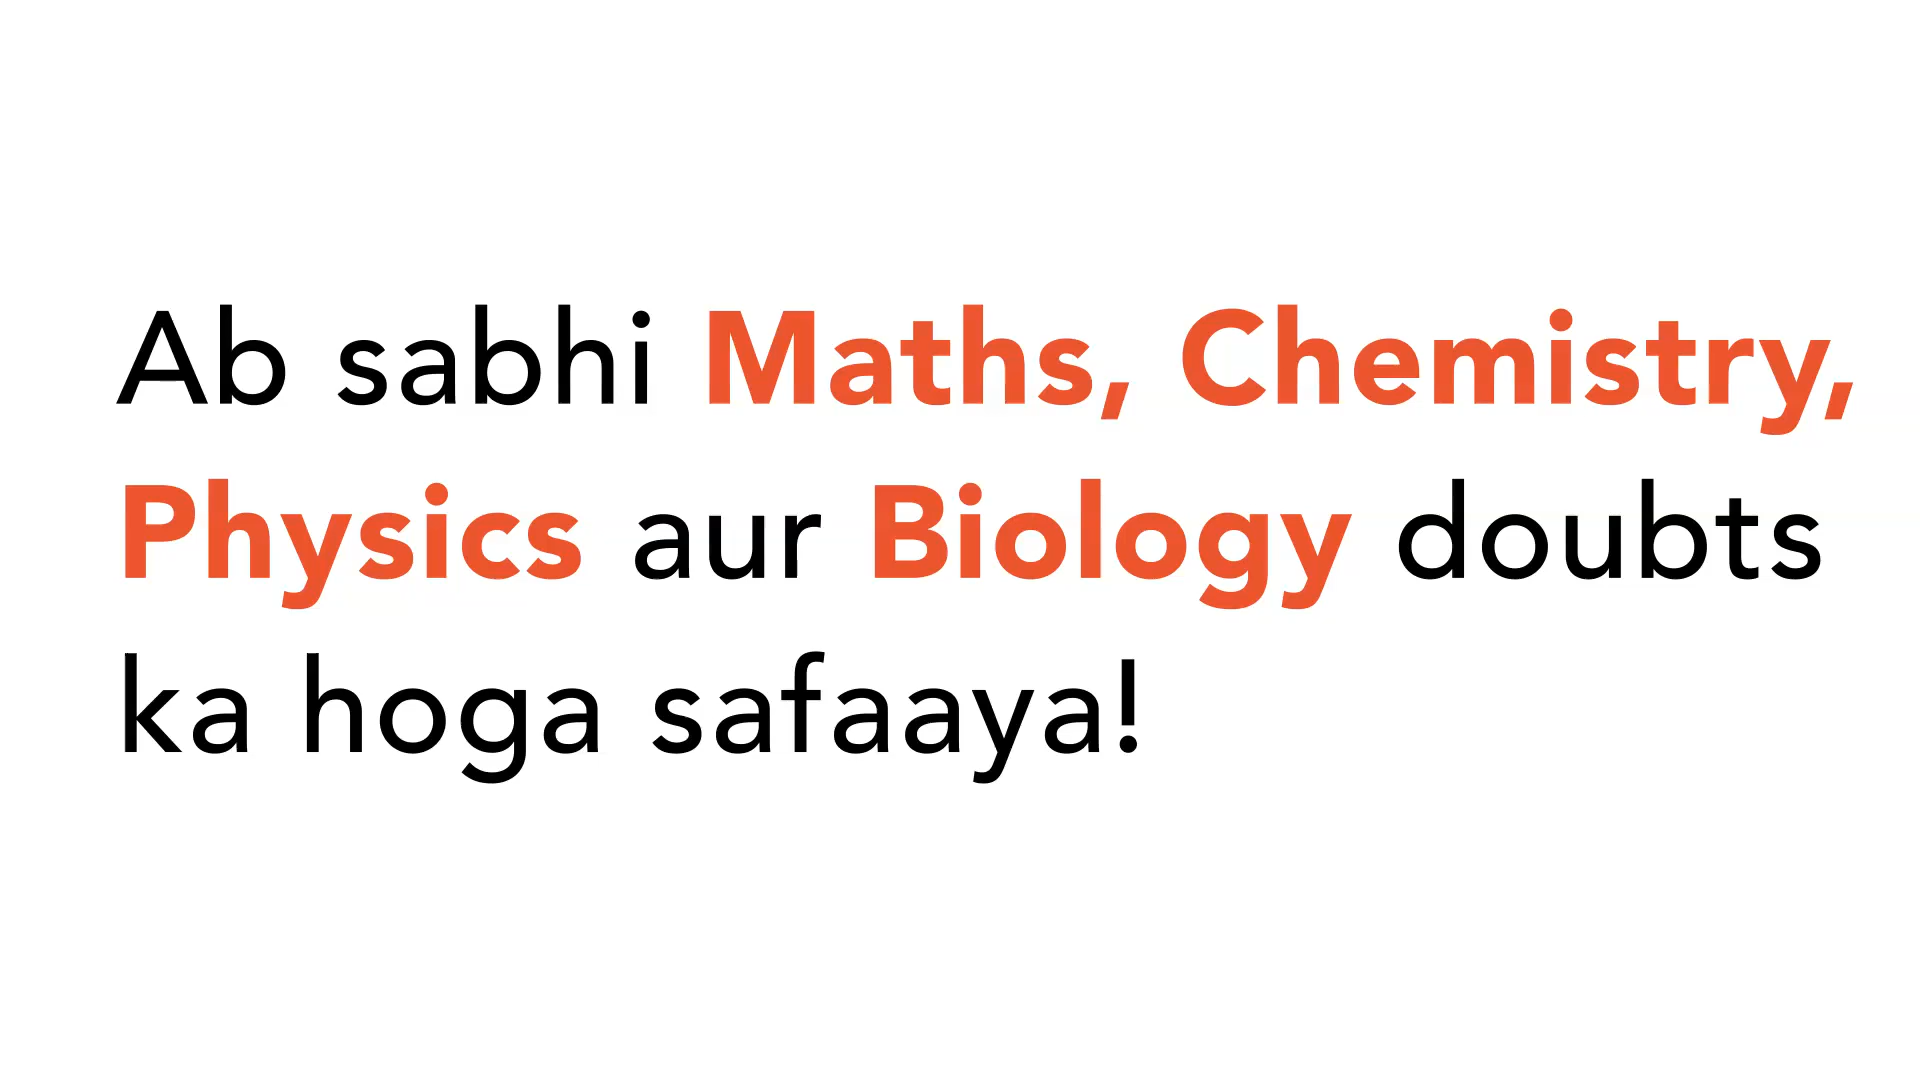 Ab sabhi Maths, Chemistry,
Physics aur Biology doubts
ka hoga safaaya!